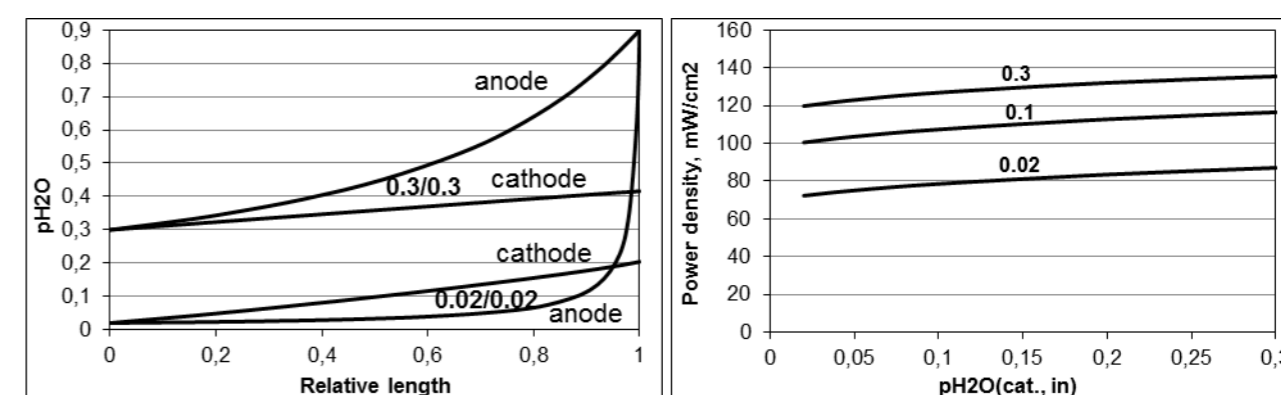 0,9
0,8
0,7
0,6
0,5
0,4
0,3
0,2
0,1
0
pH2O
anode
cathode
0.3/0.3
cathode
0.02/0.02
anode
0 0,2 0,4 0,6 0,8 1
Relative length
160
140
120
100
80
60
40
20
0
Power density, mW/cm2
0.3
0.1
0.02
0 0,05 0,1 0,15 0,2 0,25 0,3
pH2O(cat., in)